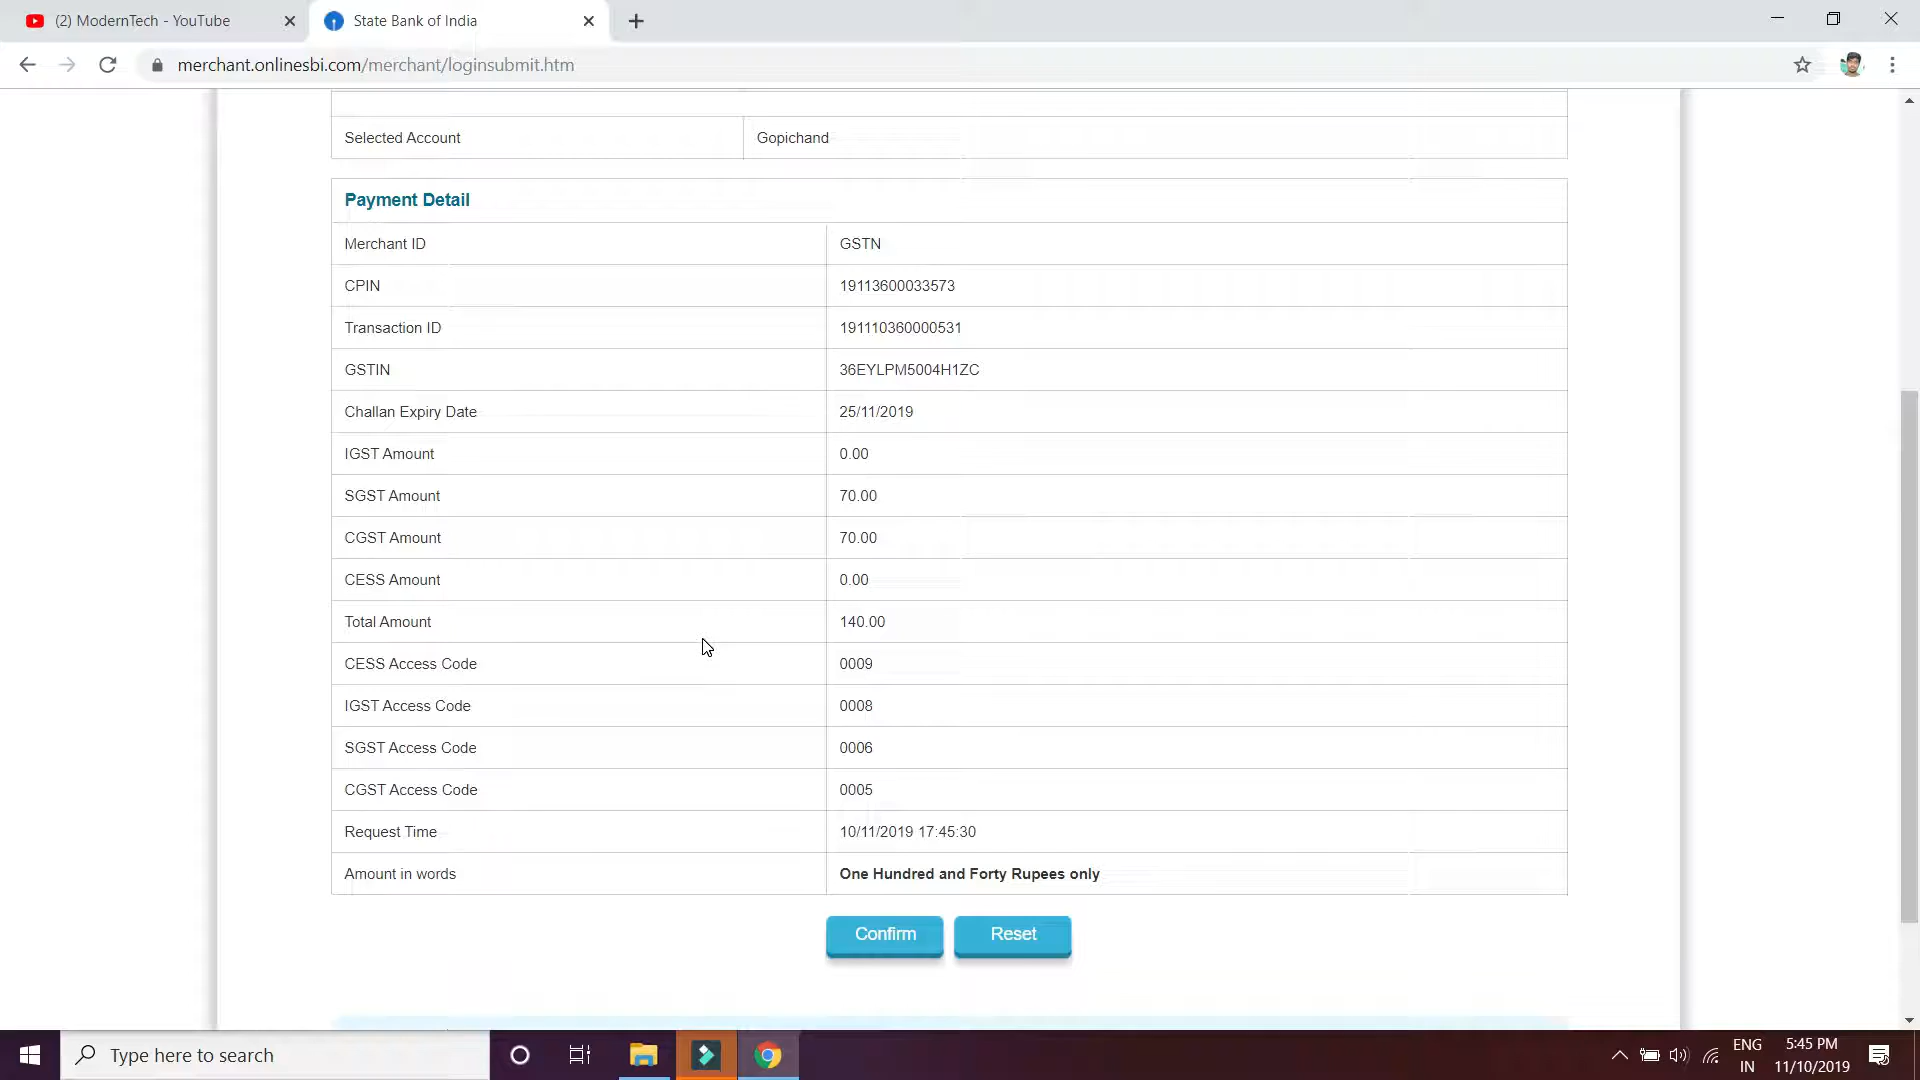 (2) ModernTech - YouTube
State Bank of India
merchant.onlinesbi.com/merchant/loginsubmit.htm
Selected Account Gopichand
Payment Detail
Merchant ID GSTN
CPIN 19113600033573
Transaction ID 191110360000531
GSTIN 36EYLPM5004H1ZC
Challan Expiry Date 25/11/2019
IGST Amount 0.00
SGST Amount 70.00
CGST Amount 70.00
CESS Amount 0.00
Total Amount 140.00
CESS Access Code 0009
IGST Access Code 0008
SGST Access Code 0006
CGST Access Code 0005
Request Time 10/11/2019 17:45:30
Amount in words One Hundred and Forty Rupees only
Confirm Reset
Type here to search
ENG
IN
5:45 PM
11/10/2019